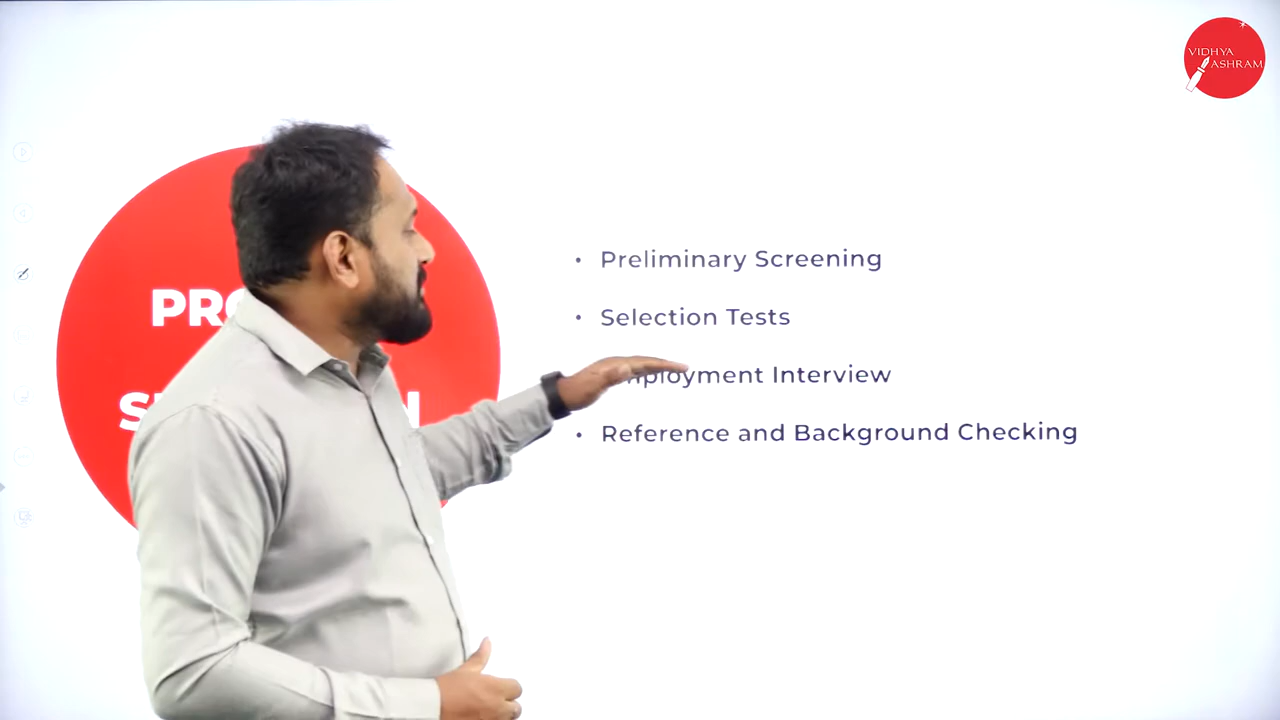 VIDHYA
ASHRAM
• Preliminary Screening
• Selection Tests
Interview
• Reference and Background Checking